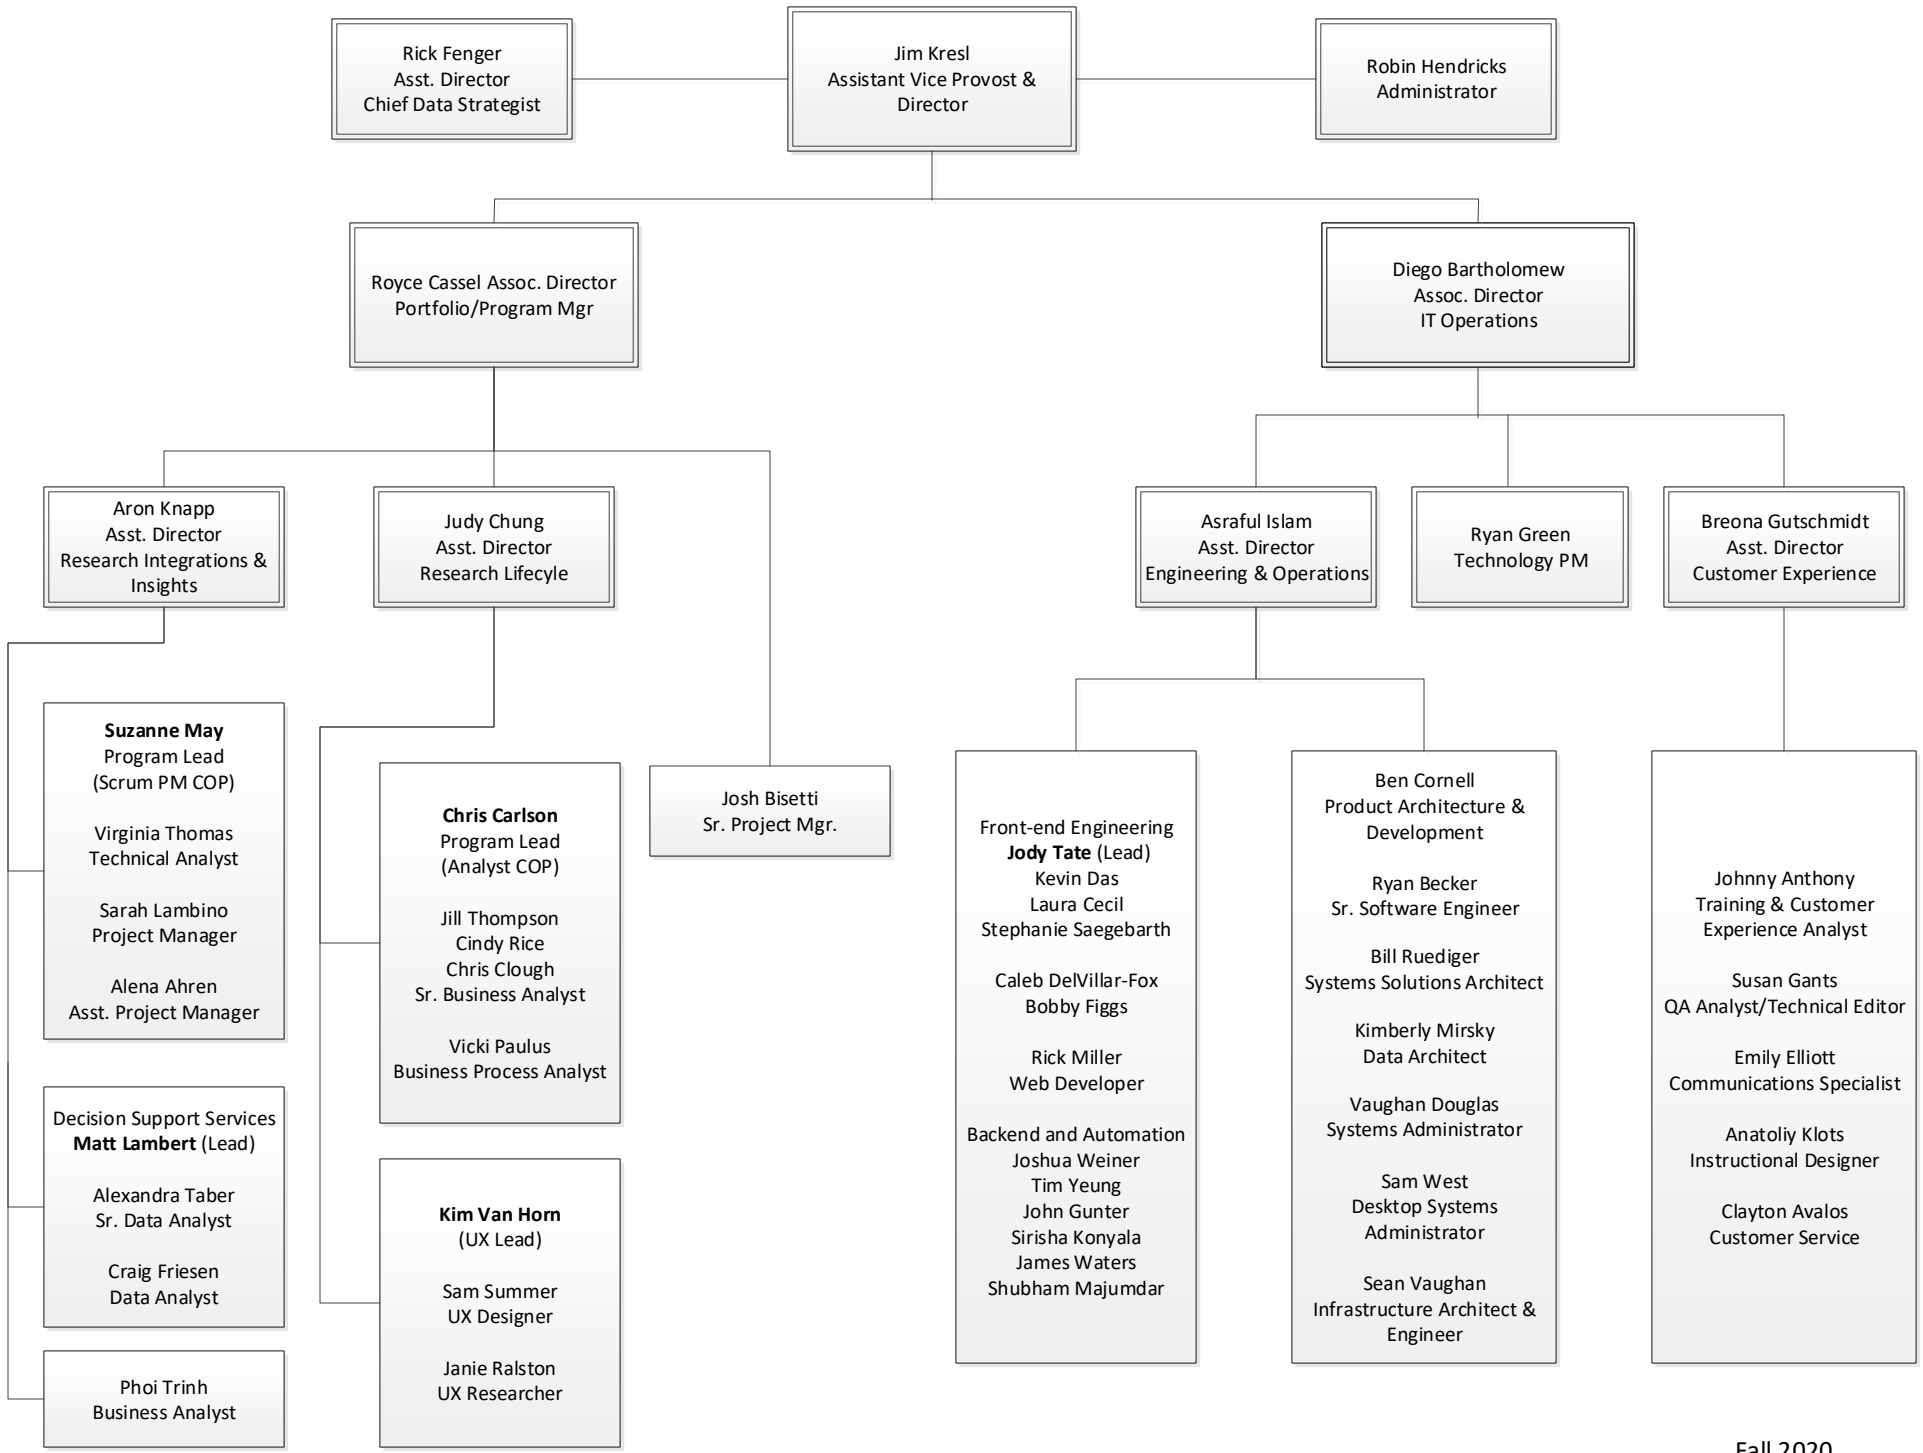 Rick Fenger
Asst. Director
Chief Data Strategist
Jim Kresl
Assistant Vice Provost &
Director
Robin Hendricks
Administrator
Royce Cassel Assoc. Director
Portfolio/Program Mgr
Diego Bartholomew
Assoc. Director
IT Operations
Aron Knapp
Asst. Director
Research Integrations &
Insights
Judy Chung
Asst. Director
Research Lifecyle
Asraful Islam
Asst. Director
Engineering & Operations
Ryan Green
Technology PM
Breona Gutschmidt
Asst. Director
Customer Experience
Suzanne May
Program Lead
(Scrum PM COP)
Virginia Thomas
Technical Analyst
Sarah Lambino
Project Manager
Alena Ahren
Asst. Project Manager
Decision Support Services
Matt Lambert (Lead)
Alexandra Taber
Sr. Data Analyst
Craig Friesen
Data Analyst
Phoi Trinh
Business Analyst
Chris Carlson
Program Lead
(Analyst COP)
Jill Thompson
Cindy Rice
Chris Clough
Sr. Business Analyst
Vicki Paulus
Business Process Analyst
Kim Van Horn
(UX Lead)
Sam Summer
UX Designer
Janie Ralston
UX Researcher
Josh Bisetti
Sr. Project Mgr.
Front-end Engineering
Jody Tate (Lead)
Kevin Das
Laura Cecil
Stephanie Saegebarth
Caleb DelVillar-Fox
Bobby Figgs
Rick Miller
Web Developer
Backend and Automation
Joshua Weiner
Tim Yeung
John Gunter
Sirisha Konyala
James Waters
Shubham Majumdar
Ben Cornell
Product Architecture &
Development
Ryan Becker
Sr. Software Engineer
Bill Ruediger
Systems Solutions Architect
Kimberly Mirsky
Data Architect
Vaughan Douglas
Systems Administrator
Sam West
Desktop Systems
Administrator
Sean Vaughan
Infrastructure Architect &
Engineer
Johnny Anthony
Training & Customer
Experience Analyst
Susan Gants
QA Analyst/Technical Editor
Emily Elliott
Communications Specialist
Anatoliy Klots
Instructional Designer
Clayton Avalos
Customer Service
Fall 2020